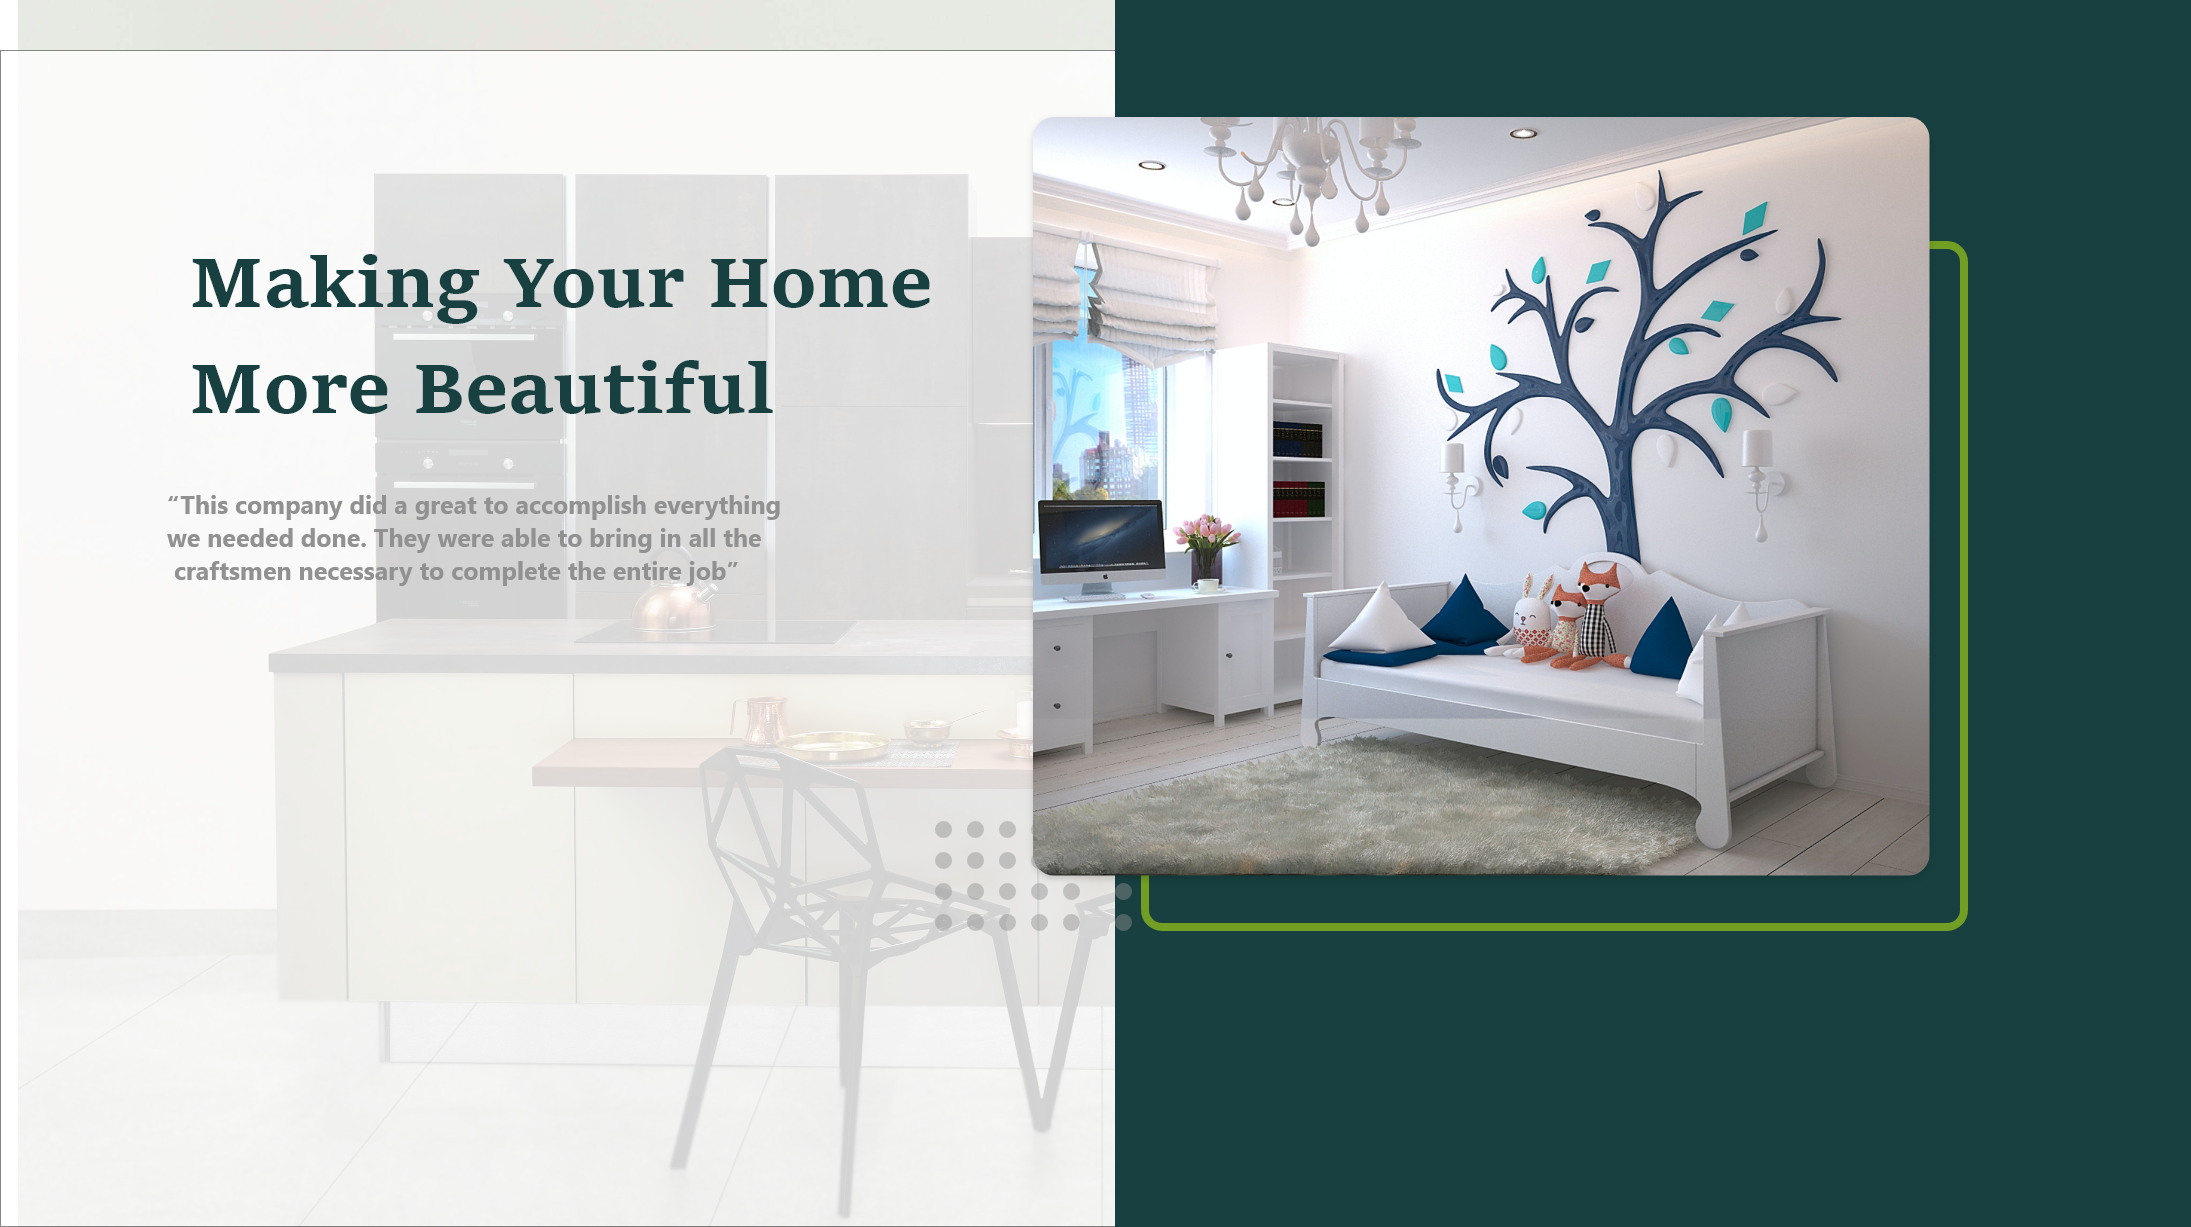 Making Your Home
More Beautiful
“This company did a great to accomplish everything
we needed done. They were able to bring in all the
craftsmen necessary to complete the entire job”